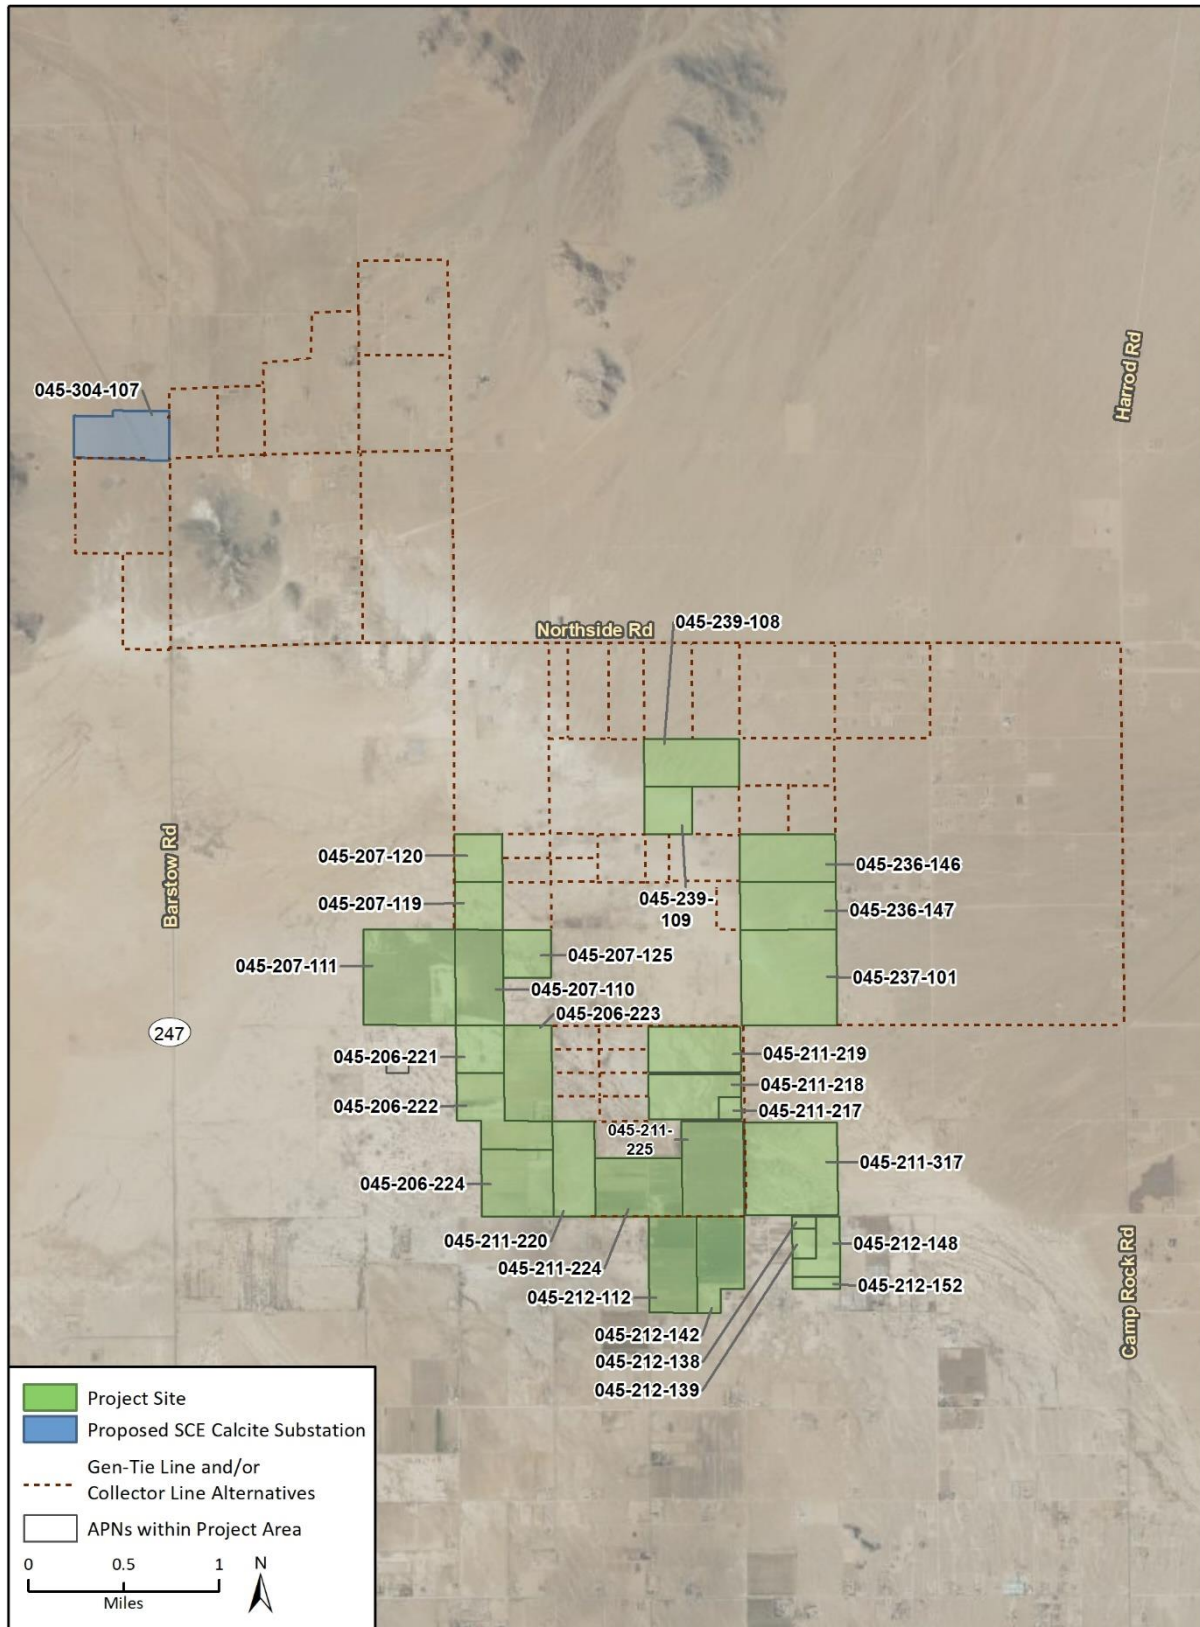 Harrod Rd
045-304-107
Northside Rd
045-239-108
Barstow Rd
045-207-120
045-236-146
045-207-119
045-239-
109
045-236-147
045-207-111
045-207-125
045-237-101
045-207-110
045-206-223
247
045-206-221
045-211-219
045-211-218
045-206-222
045-211-217
045-211-
225
045-211-317
045-206-224
045-211-220
045-212-148
045-211-224
045-212-152
045-212-112
Camp Rock Rd
045-212-142
045-212-138
045-212-139
Project Site
Proposed SCE Calcite Substation
Gen-Tie Line and/or
Collector Line Alternatives
APNs within Project Area
0 0.5 1
Miles
N